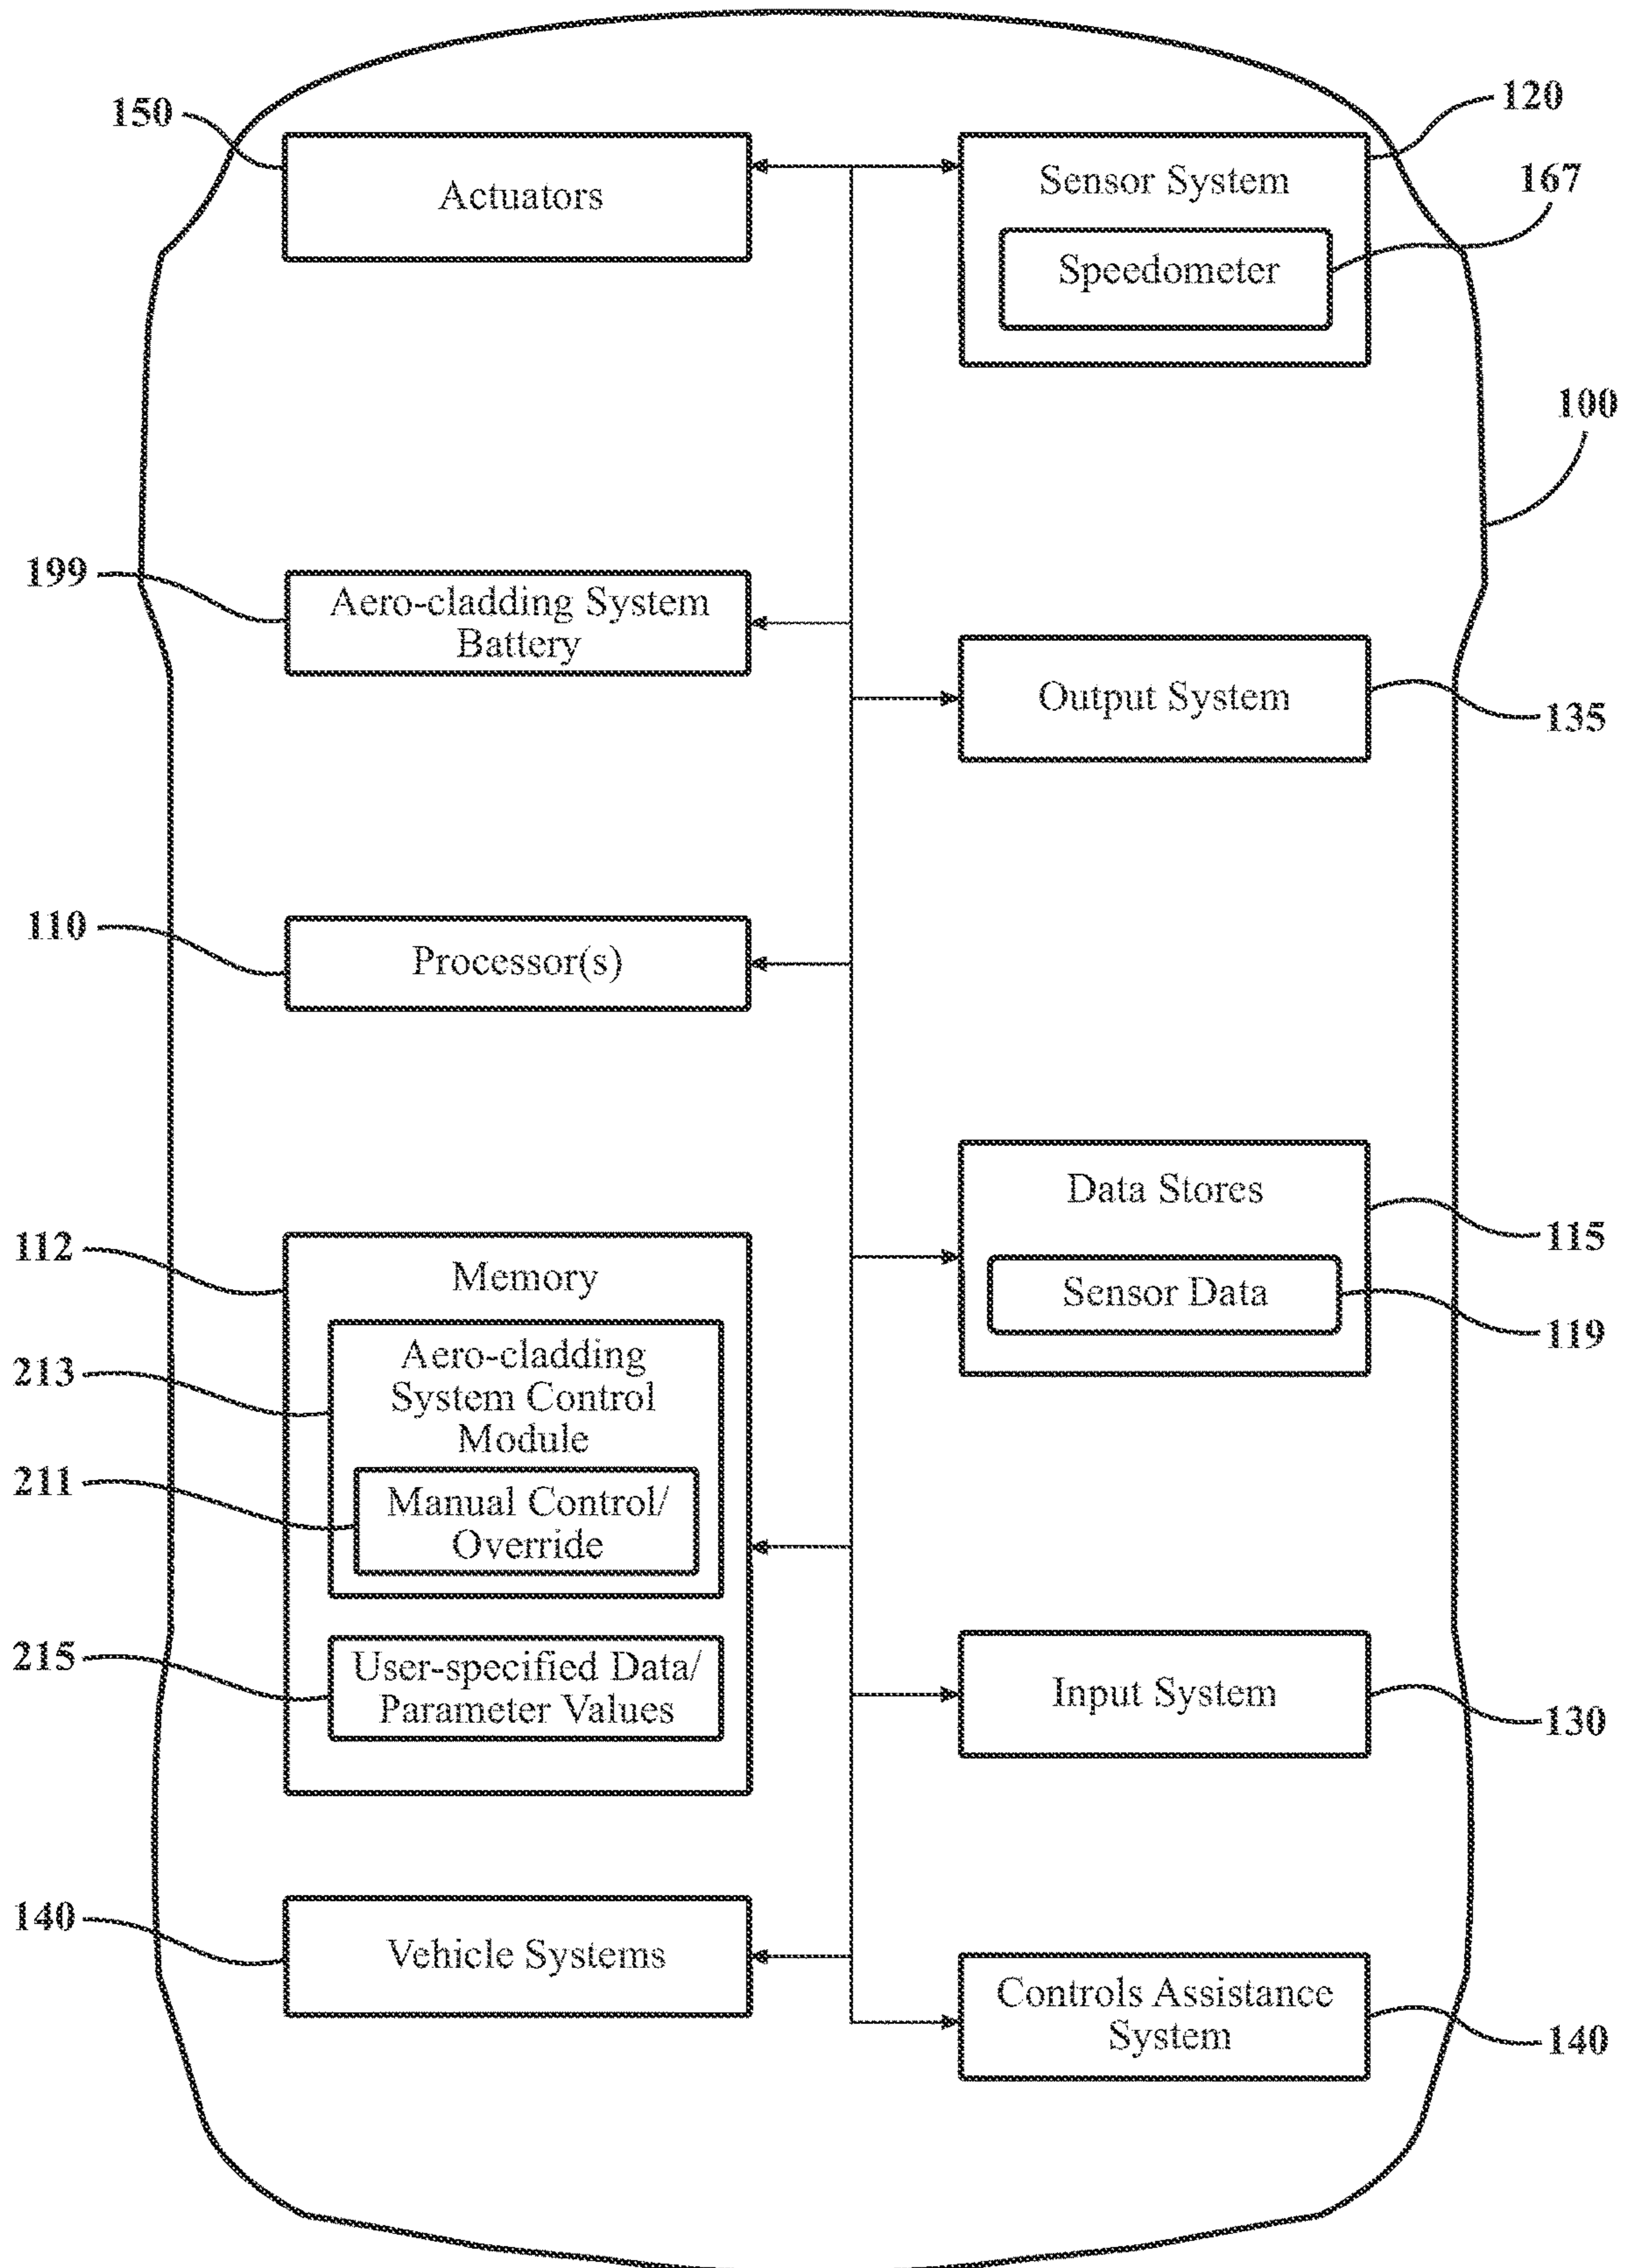 150
Actuators
120
Sensor System
167
Speedometer
100
199
Aero-cladding System
Battery
Output System
135
110
Processor(s)
Data Stores
115
Sensor Data
119
112
Memory
213
Aero-cladding
System Control
Module
211
Manual Control/
Override
215
User-specified Data/
Parameter Values
Input System
130
140
Vehicle Systems
Controls Assistance
System
140